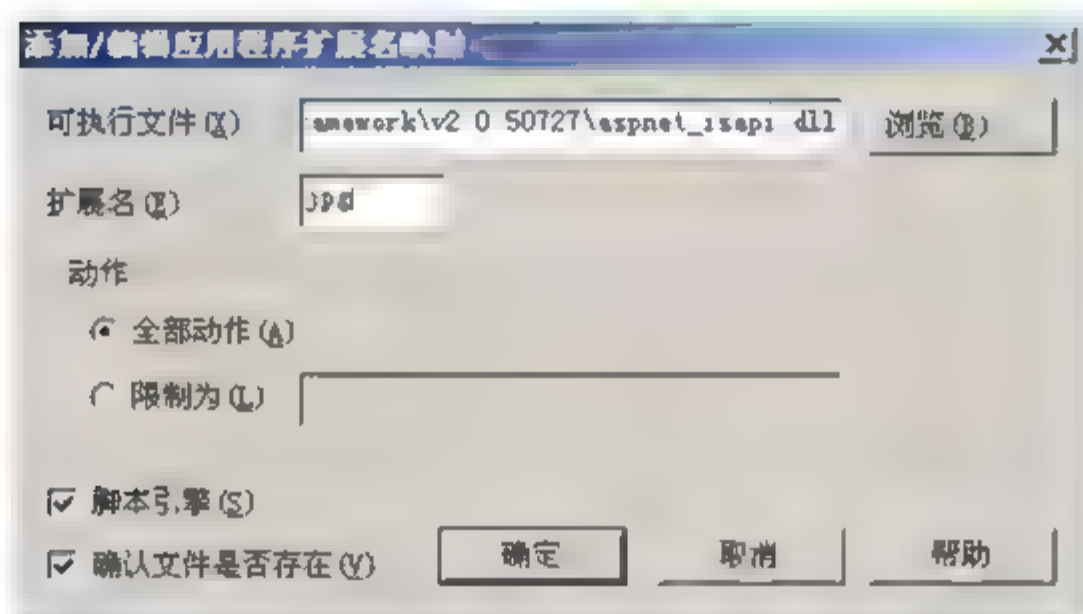 添加/编辑应用程序扩展名映射
可执行文件(X) amework\v2 0 50727\aspnet_isapi dll 浏览(R)
扩展名(E)
动作
全部动作(A)
限制为(L)
脚本引擎(S)
确认文件是否存在(V)
确定 取消 帮助